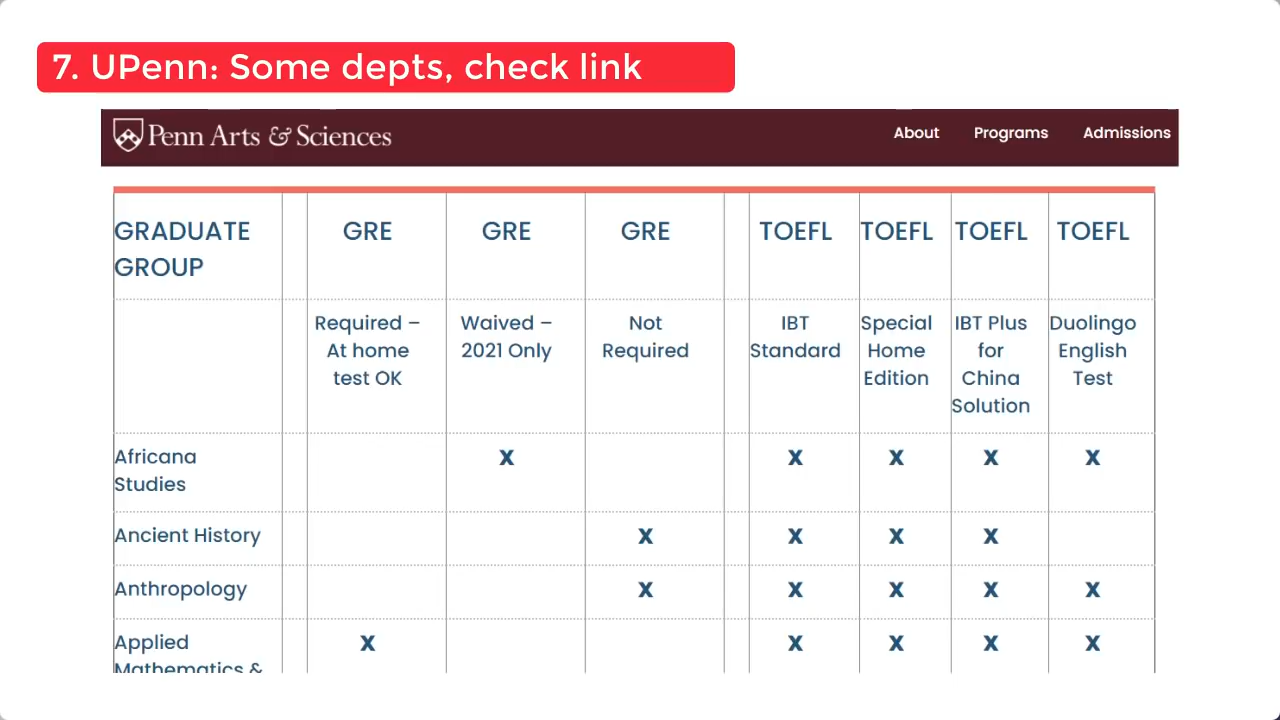 7. UPenn: Some depts, check link
Penn Arts & Sciences
About Programs Admissions
GRADUATE GROUP GRE GRE GRE TOEFL TOEFL TOEFL TOEFL
Required – At home test OK Waived – 2021 Only Not Required IBT Standard Special Home Edition IBT Plus for China Solution Duolingo English Test
Africana Studies X X X X X
Ancient History X X X X
Anthropology X X X X X
Applied Mathematics & X X X X X